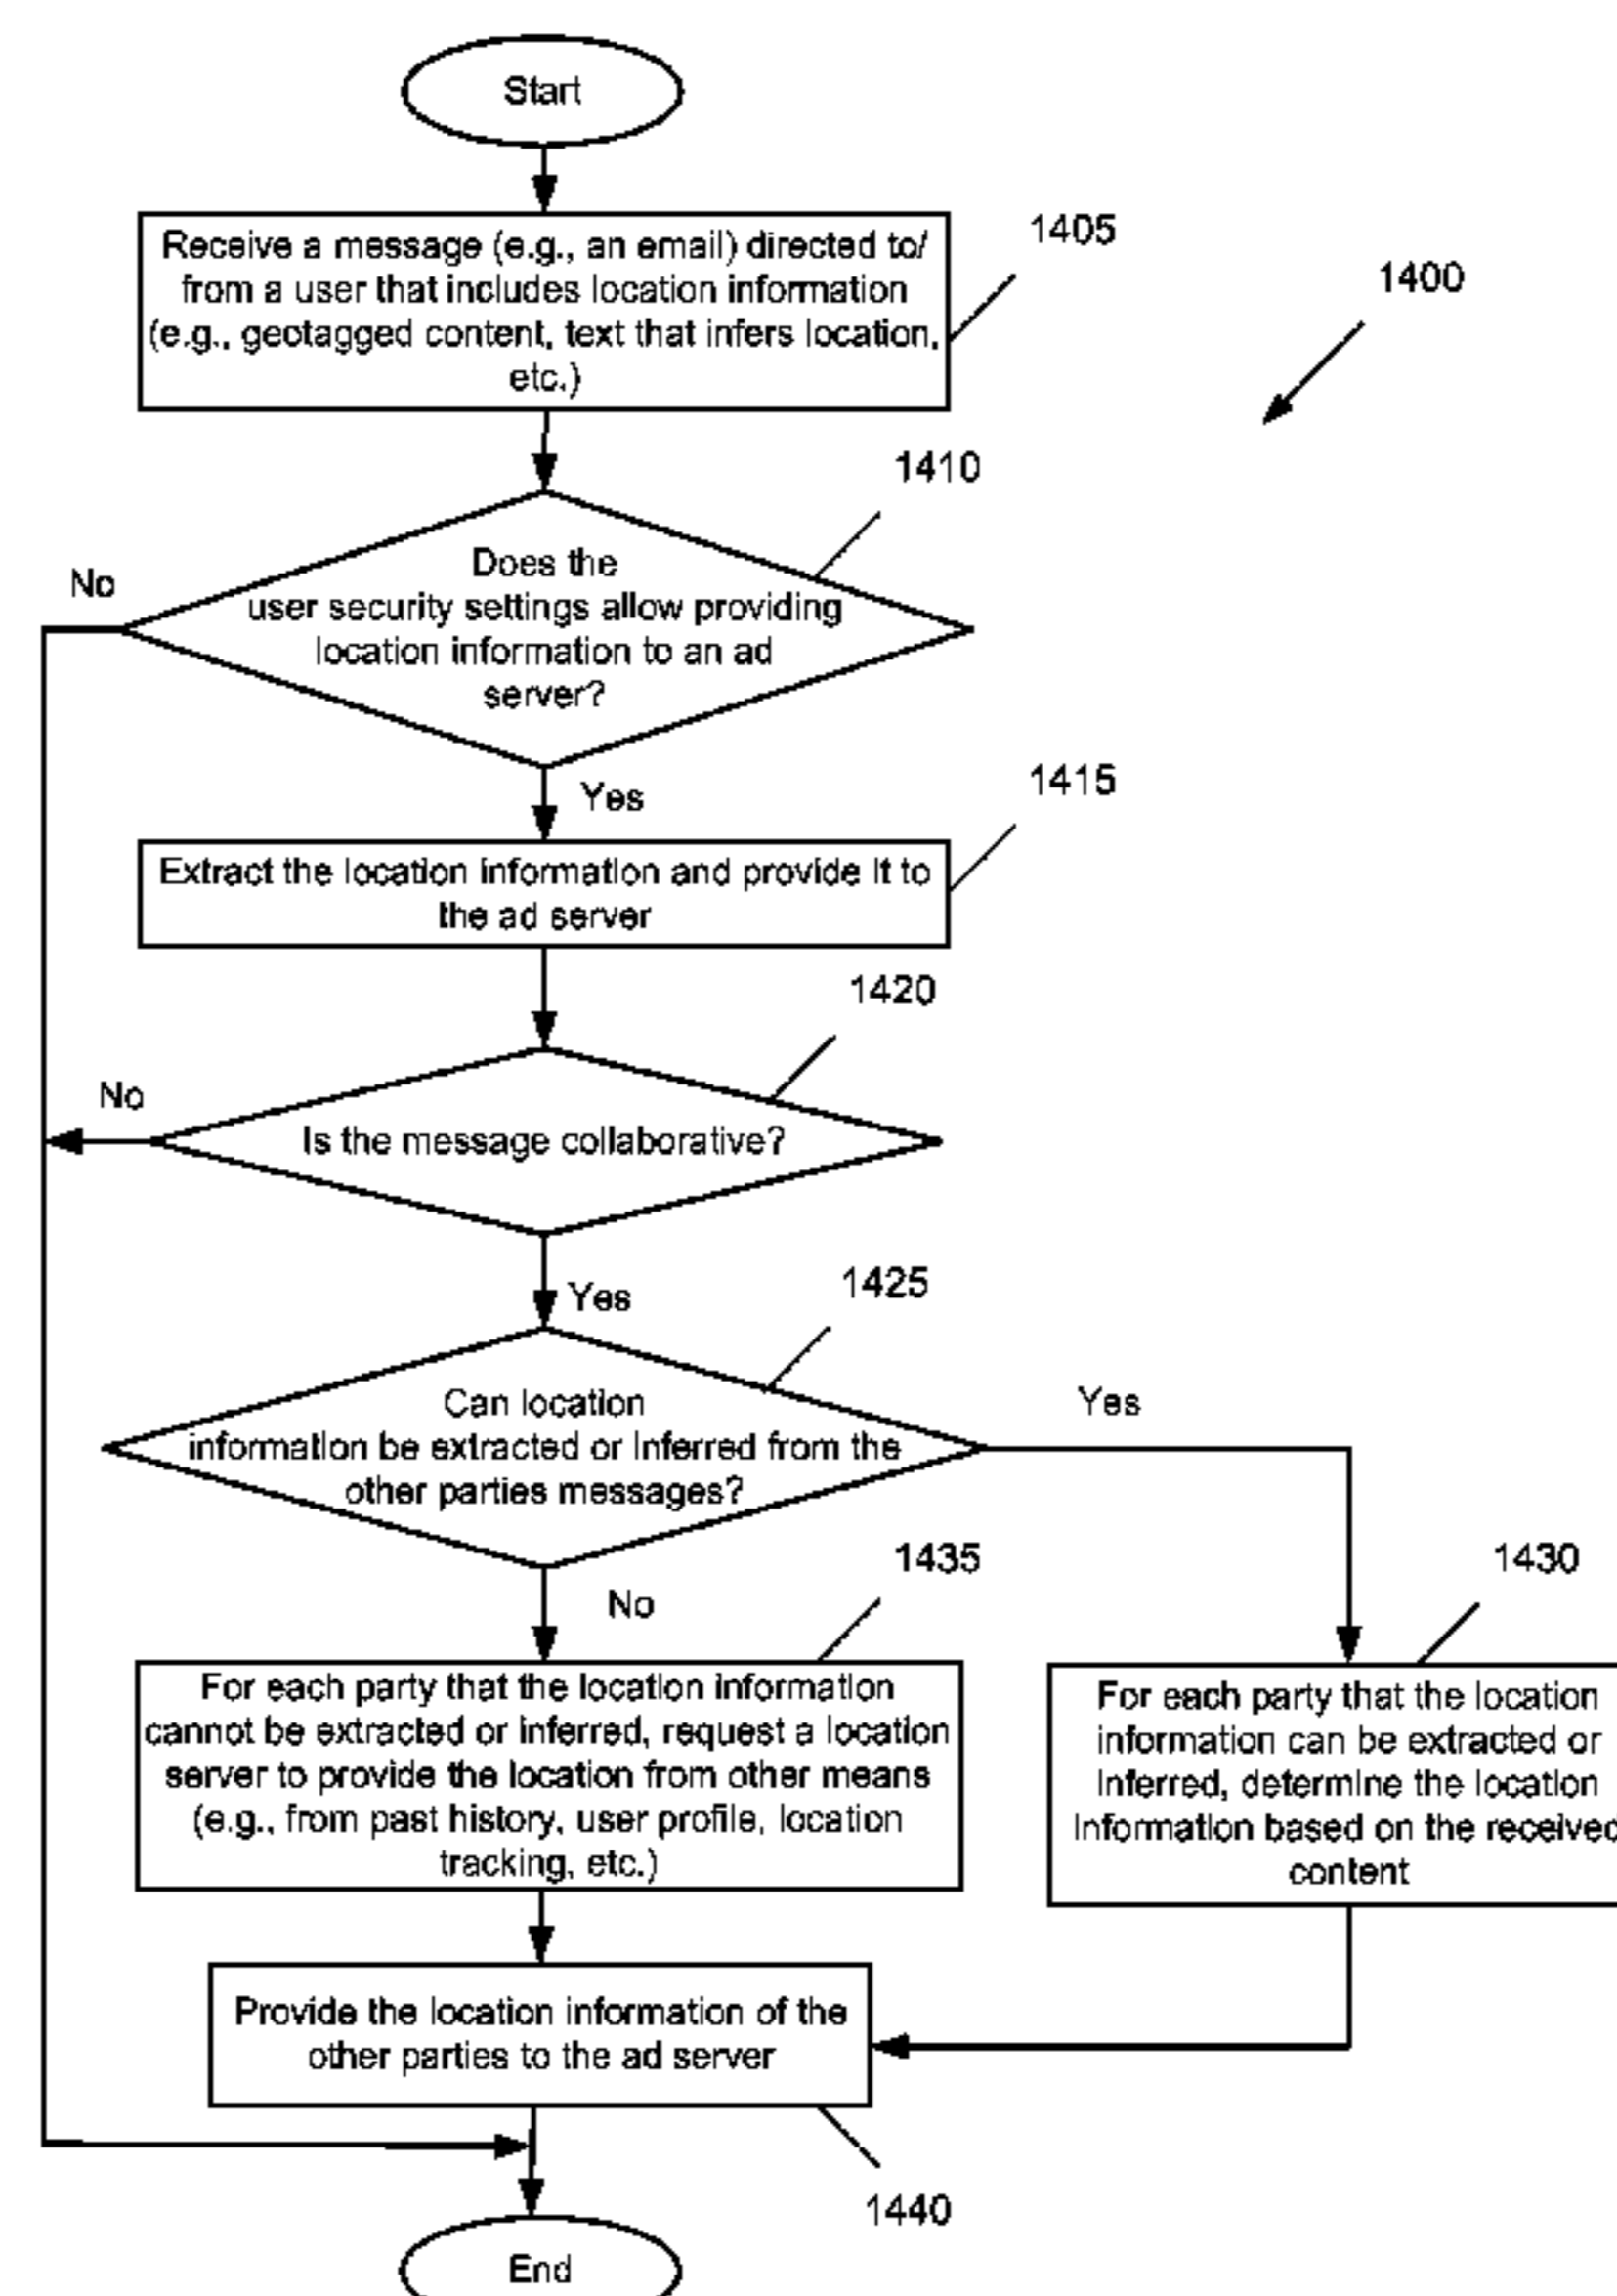 Start
Receive a message (e.g., an email) directed to/
from a user that includes location information
(e.g., geotagged content, text that infers location,
etc.)
1405
1400
1410
Does the
user security settings allow providing
location information to an ad
server?
No
Yes
1415
Extract the location information and provide it to
the ad server
1420
Is the message collaborative?
No
Yes
1425
Can location
information be extracted or inferred from the
other parties messages?
Yes
No
1435
1430
For each party that the location information
cannot be extracted or inferred, request a location
server to provide the location from other means
(e.g., from past history, user profile, location
tracking, etc.)
For each party that the location
information can be extracted or
inferred, determine the location
information based on the received
content
Provide the location information of the
other parties to the ad server
1440
End